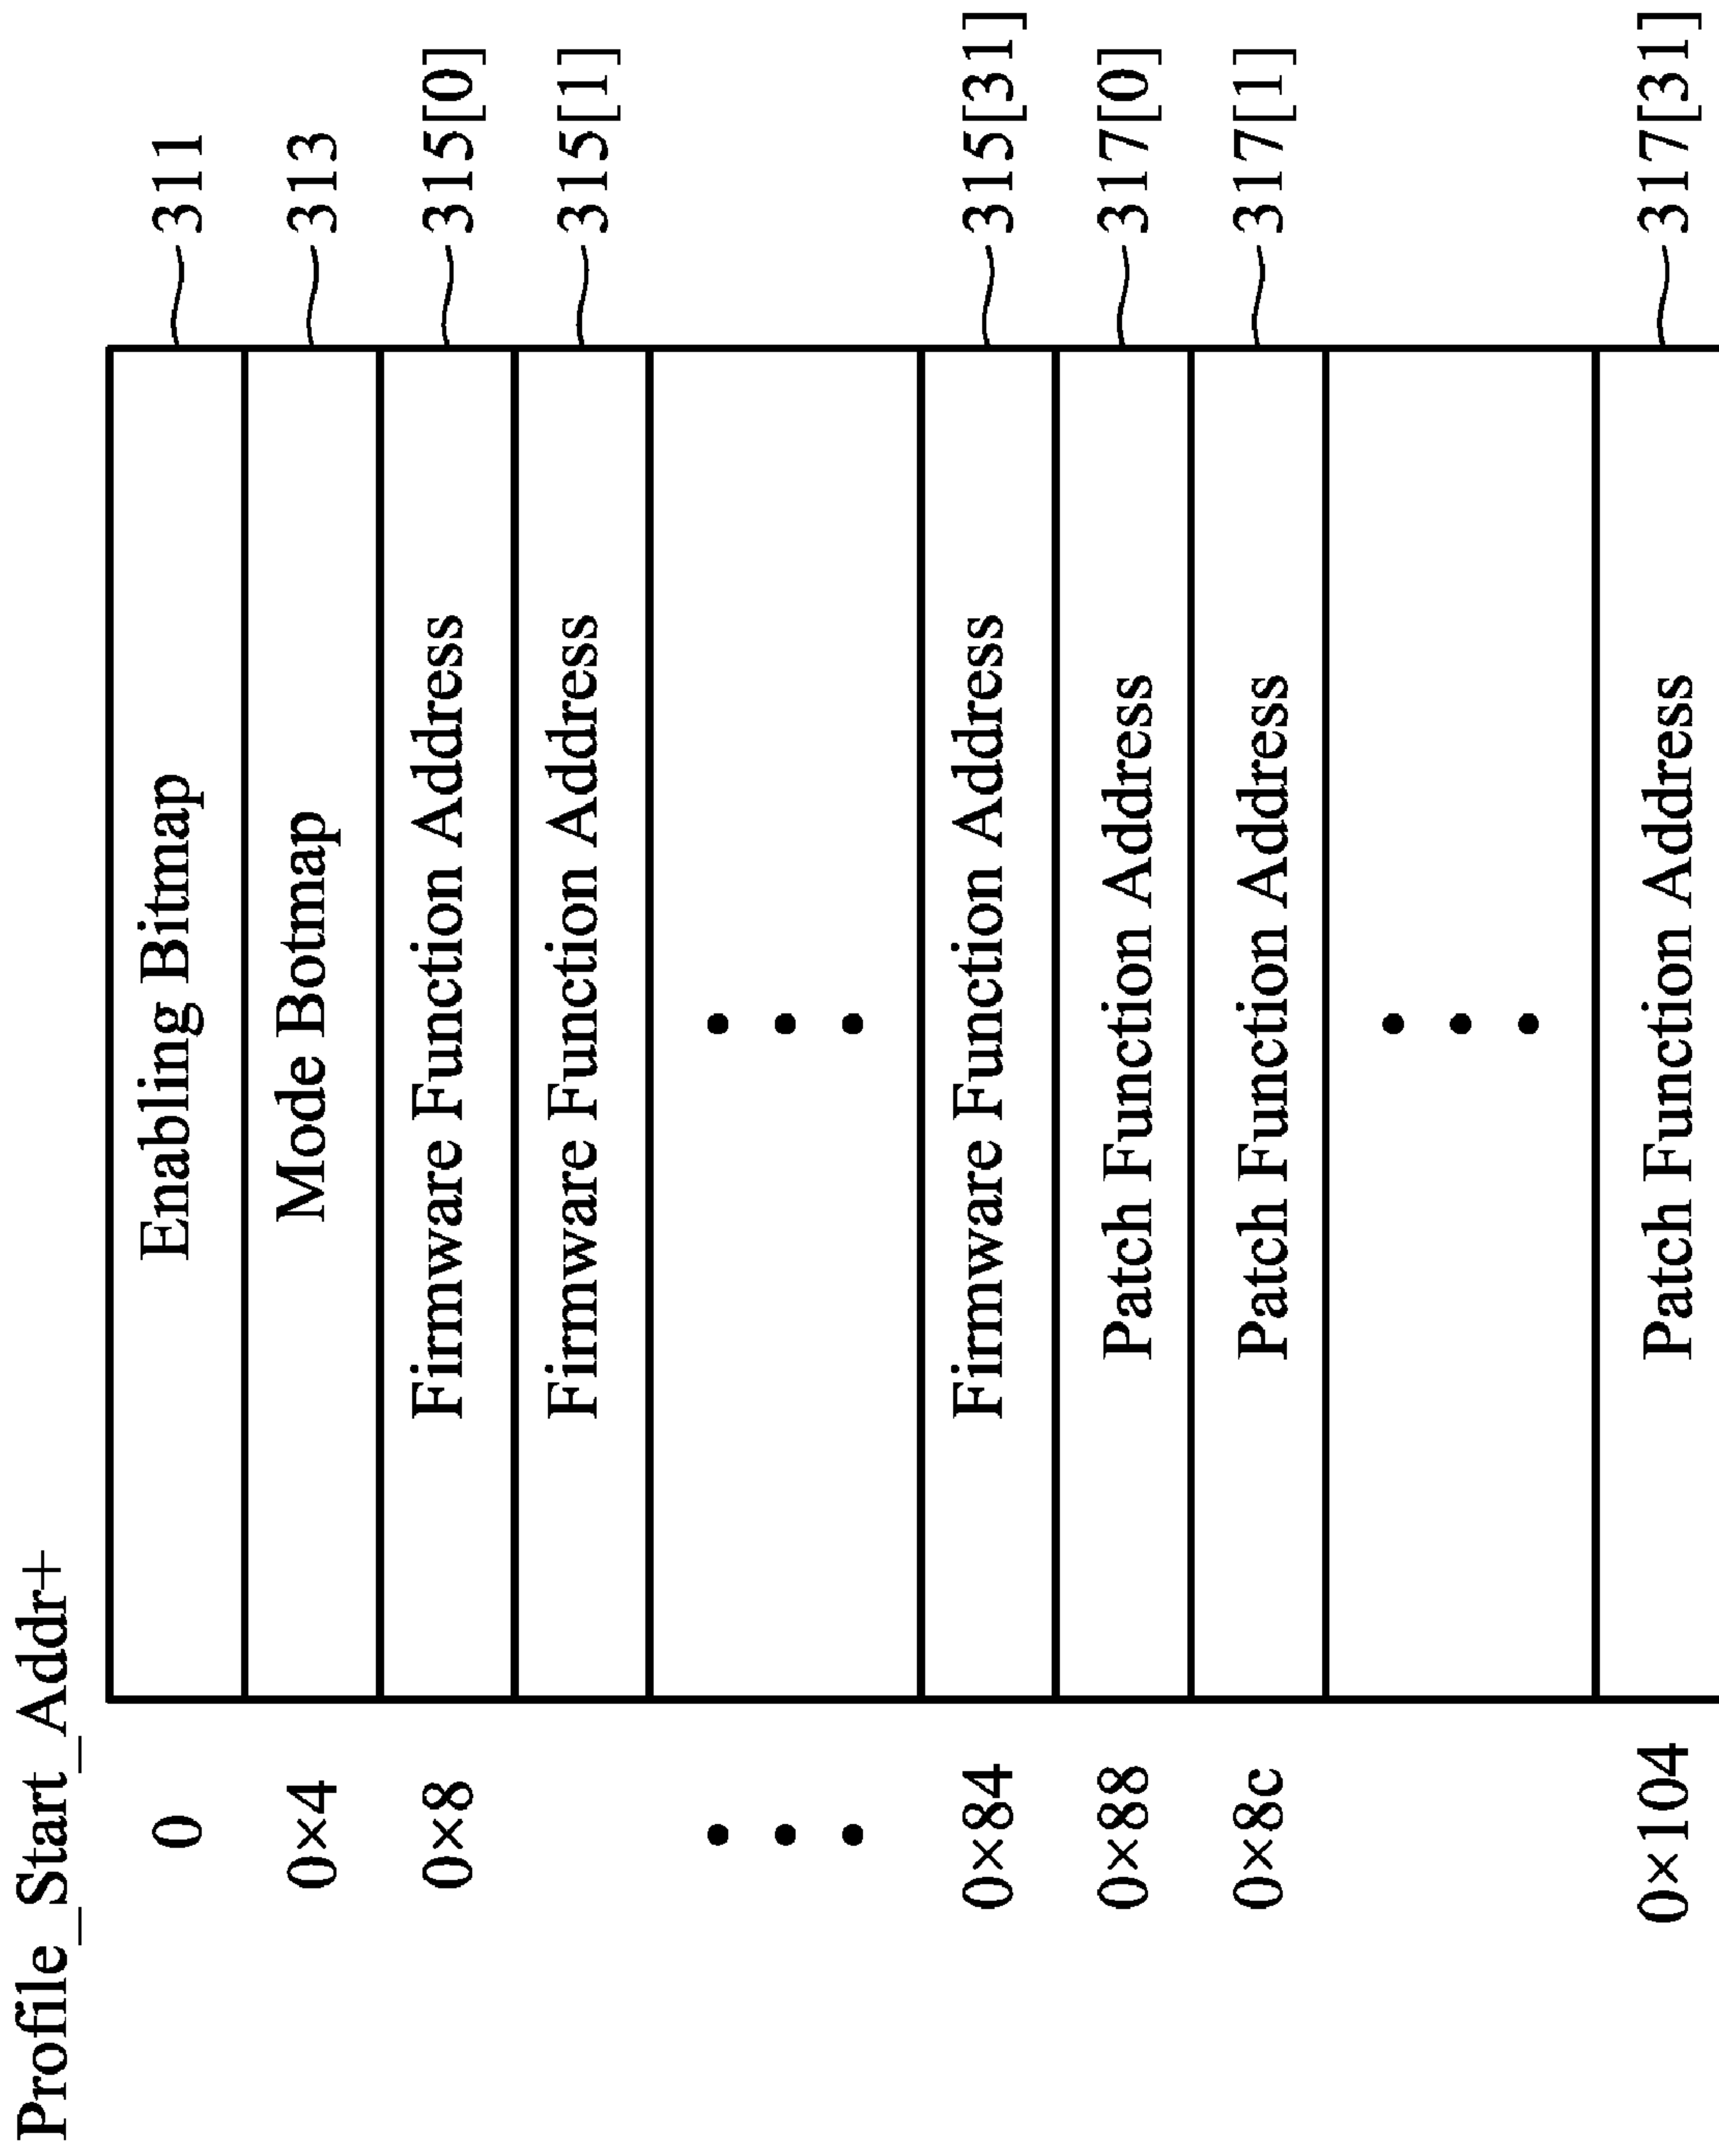 Profile_Start_Addr+
0 Enabling Bitmap 311
0×4 Mode Botmap 313
0×8 Firmware Function Address 315[0]
Firmware Function Address 315[1]
0×84 Firmware Function Address 315[31]
0×88 Patch Function Address 317[0]
0×8c Patch Function Address 317[1]
0×104 Patch Function Address 317[31]